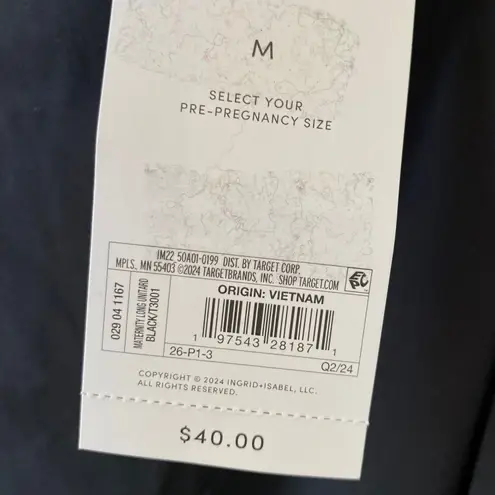 M
SELECT YOUR
PRE-PREGNANCY SIZE
IM22_50A01-0199 DIST. BY TARGET CORP.
MPLS, MN 55403 ©2024 TARGETBRANDS, INC. SHOP TARGET.COM
029 04 1167
MATERNITY LONG UNITARD
BLACK/T3001
ORIGIN: VIETNAM
1 97543 28187 1
26-P1-3
Q2/24
COPYRIGHT © 2024 INGRID+ISABEL, LLC.
ALL RIGHTS RESERVED.
$40.00